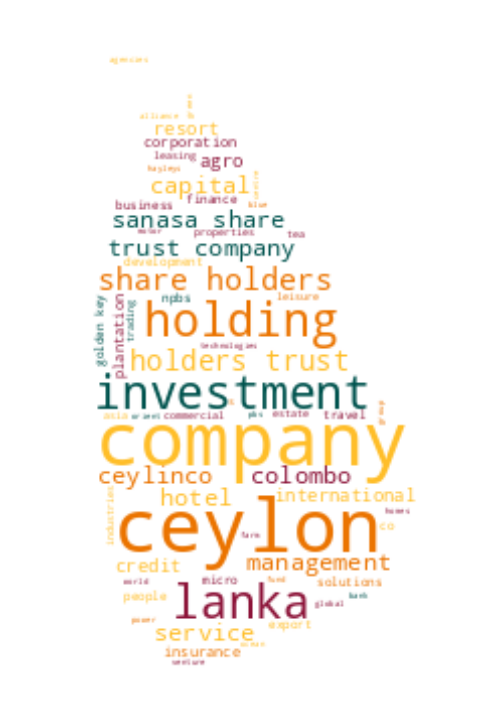 agencies
alliance
resort
corporation
leasing agro
hayleys
capital
finance
business blue
sanasa share
motor properties tea
trust company
development
share holders
npbs leisure
golden key
plantation
trading
holding
technologies
holders trust
investment
asia orient commercial pbs estate travel
group
company
ceylinco colombo
hotel international
industries
ceylon
co
homes
farm
credit management
world micro fund solutions
people bank
lanka
global
power
service export
ocean
insurance
venture